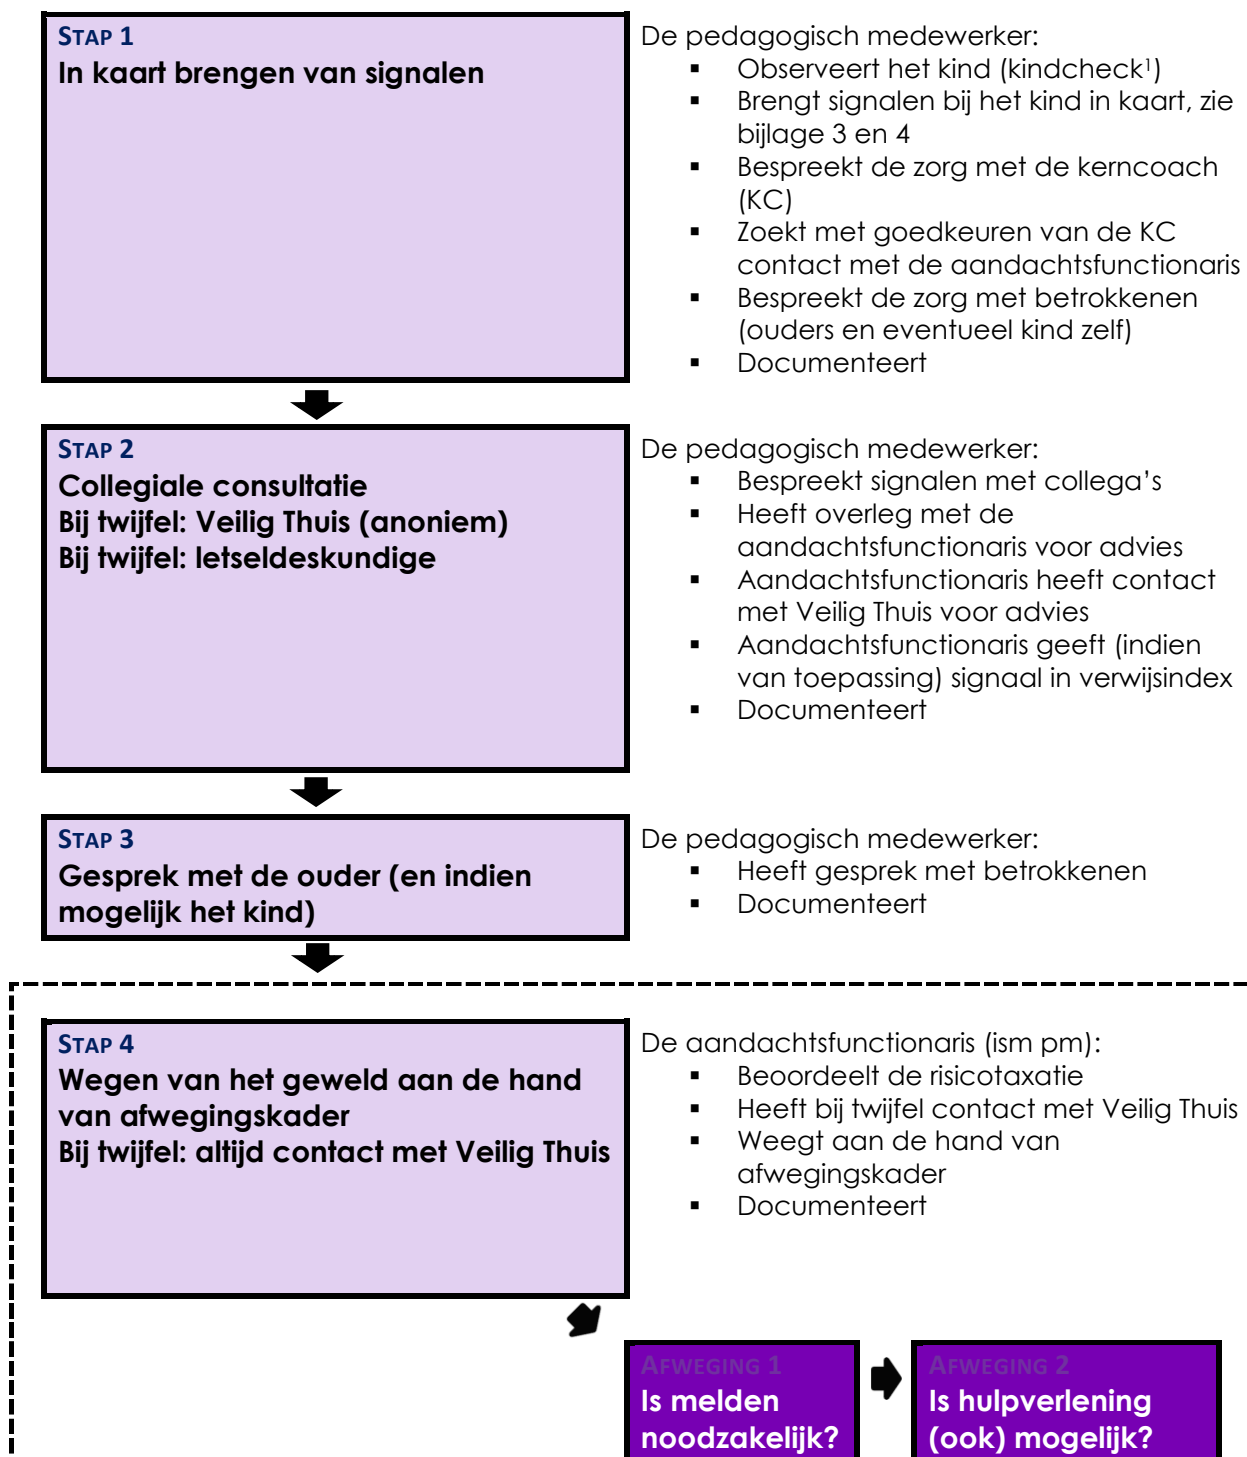 STAP 1
In kaart brengen van signalen
De pedagogisch medewerker:
▪ Observeert het kind (kindcheck¹)
▪ Brengt signalen bij het kind in kaart, zie
bijlage 3 en 4
▪ Bespreekt de zorg met de kerncoach
(KC)
▪ Zoekt met goedkeuren van de KC
contact met de aandachtsfunctionaris
▪ Bespreekt de zorg met betrokkenen
(ouders en eventueel kind zelf)
▪ Documenteert
STAP 2
Collegiale consultatie
Bij twijfel: Veilig Thuis (anoniem)
Bij twijfel: letseldeskundige
De pedagogisch medewerker:
▪ Bespreekt signalen met collega's
▪ Heeft overleg met de
aandachtsfunctionaris voor advies
▪ Aandachtsfunctionaris heeft contact
met Veilig Thuis voor advies
▪ Aandachtsfunctionaris geeft (indien
van toepassing) signaal in verwijsindex
▪ Documenteert
STAP 3
Gesprek met de ouder (en indien
mogelijk het kind)
De pedagogisch medewerker:
▪ Heeft gesprek met betrokkenen
▪ Documenteert
STAP 4
Wegen van het geweld aan de hand
van afwegingskader
Bij twijfel: altijd contact met Veilig Thuis
De aandachtsfunctionaris (ism pm):
▪ Beoordeelt de risicotaxatie
▪ Heeft bij twijfel contact met Veilig Thuis
▪ Weegt aan de hand van
afwegingskader
▪ Documenteert
AFWEGING 1
Is melden
noodzakelijk?
AFWEGING 2
Is hulpverlening
(ook) mogelijk?